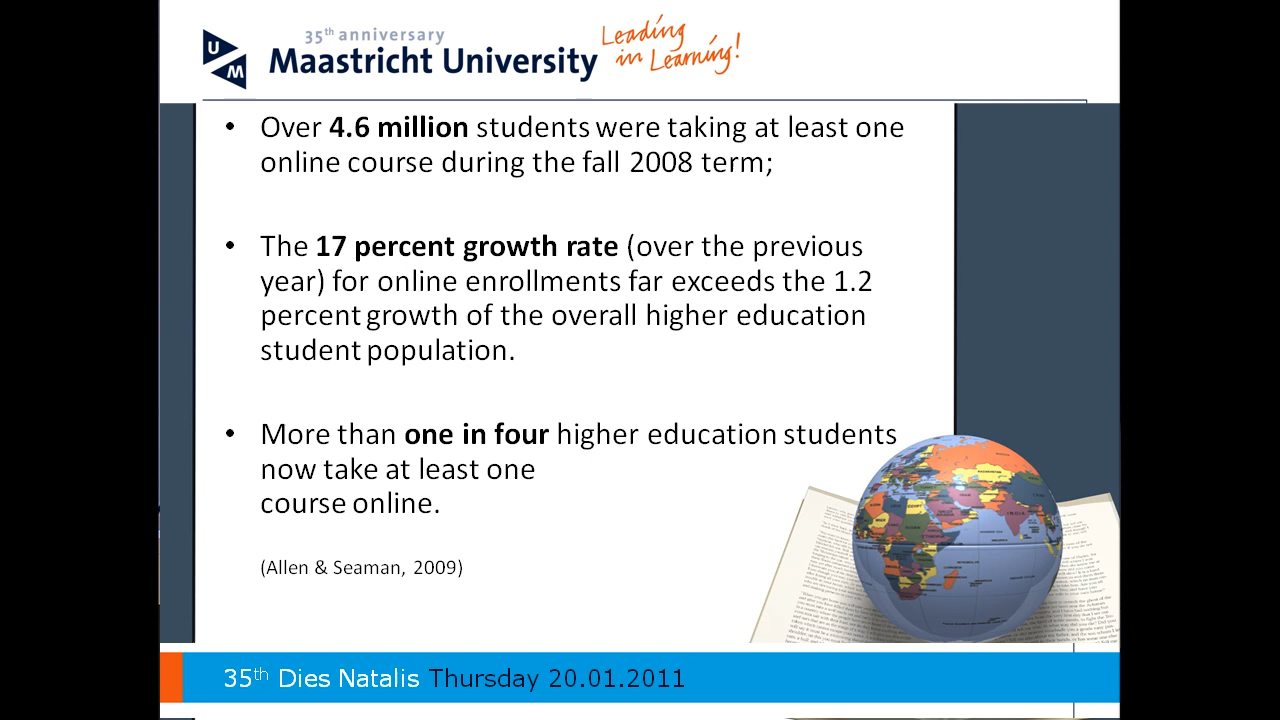 35th anniversary
UM
Maastricht University
Leading
in Learning!
• Over 4.6 million students were taking at least one
online course during the fall 2008 term;
• The 17 percent growth rate (over the previous
year) for online enrollments far exceeds the 1.2
percent growth of the overall higher education
student population.
• More than one in four higher education students
now take at least one
course online.
(Allen & Seaman, 2009)
35th Dies Natalis Thursday 20.01.2011